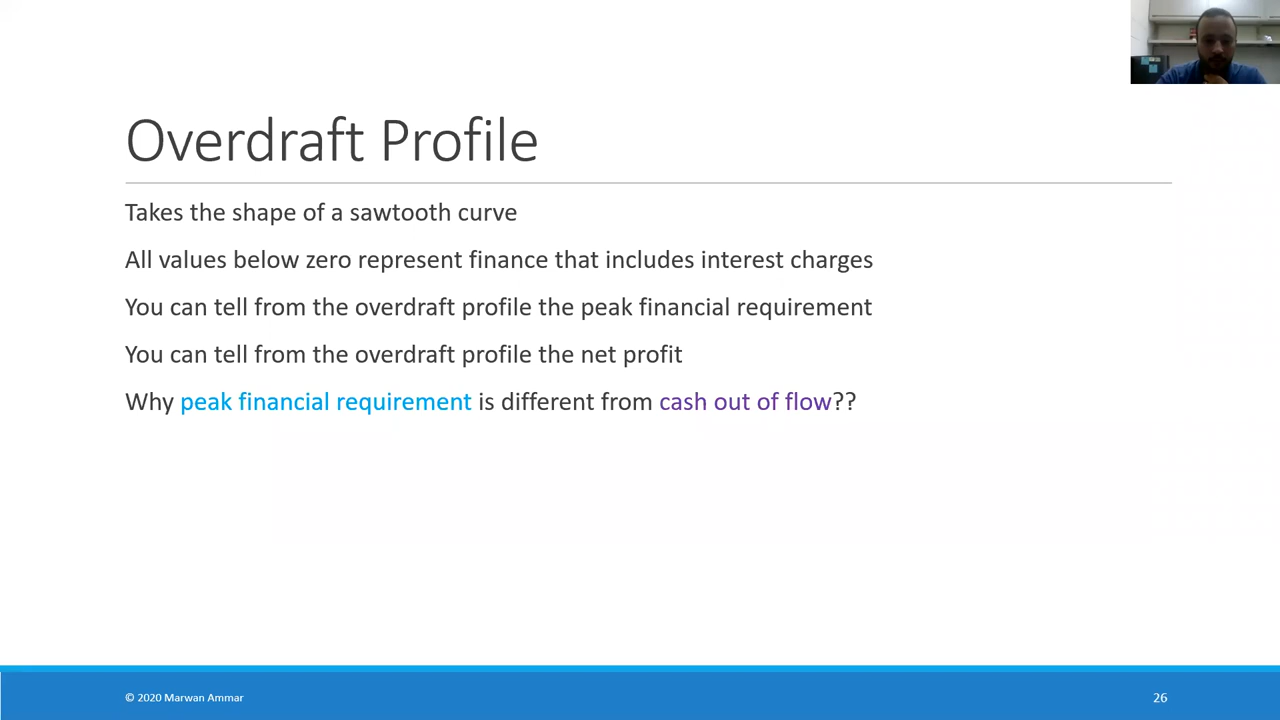 Overdraft Profile
Takes the shape of a sawtooth curve
All values below zero represent finance that includes interest charges
You can tell from the overdraft profile the peak financial requirement
You can tell from the overdraft profile the net profit
Why peak financial requirement is different from cash out of flow??
© 2020 Marwan Ammar
26